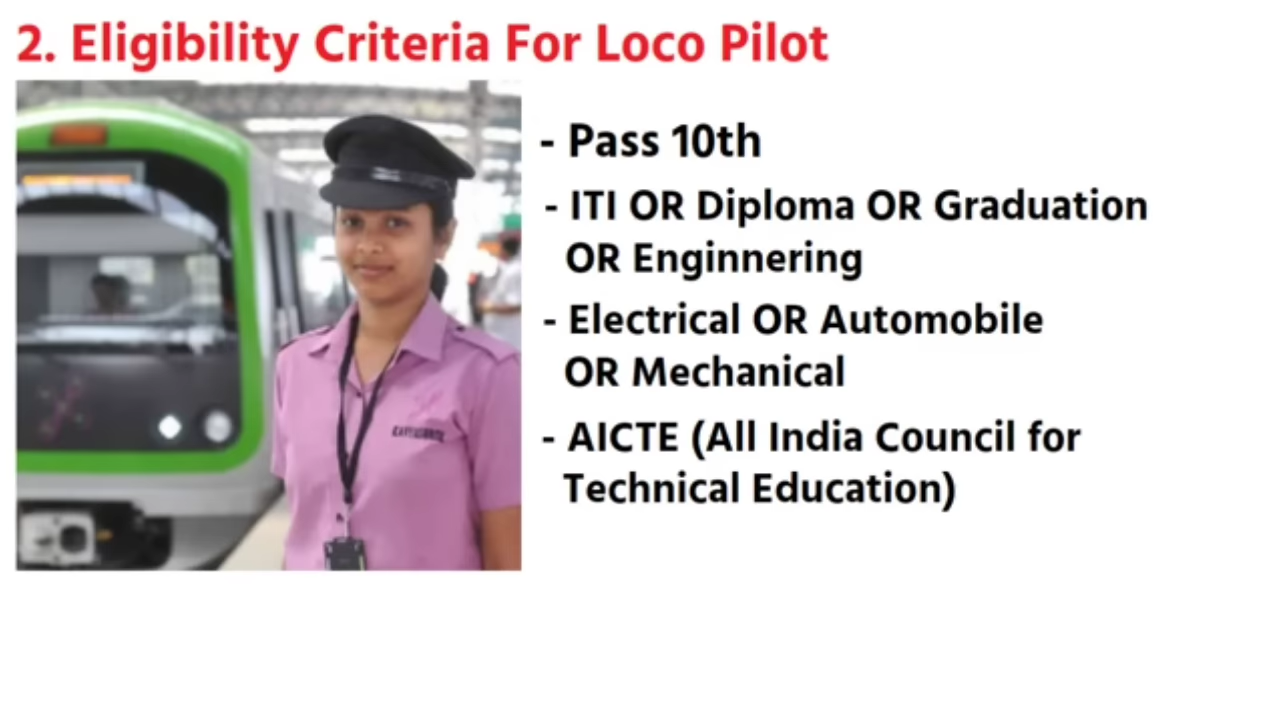 2. Eligibility Criteria For Loco Pilot
- Pass 10th
- ITI OR Diploma OR Graduation
OR Enginnering
- Electrical OR Automobile
OR Mechanical
- AICTE (All India Council for
Technical Education)